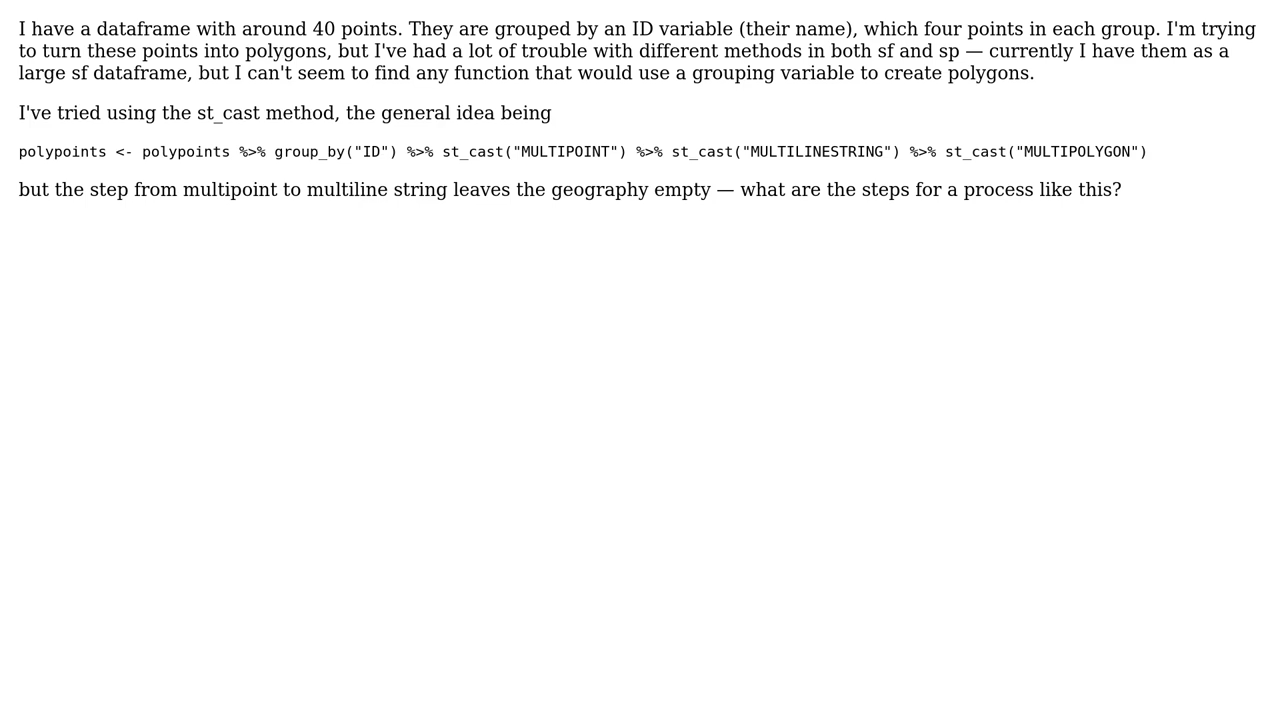 I have a dataframe with around 40 points. They are grouped by an ID variable (their name), which four points in each group. I'm trying
to turn these points into polygons, but I've had a lot of trouble with different methods in both sf and sp — currently I have them as a
large sf dataframe, but I can't seem to find any function that would use a grouping variable to create polygons.
I've tried using the st_cast method, the general idea being
polypoints <- polypoints %>% group_by("ID") %>% st_cast("MULTIPOINT") %>% st_cast("MULTILINESTRING") %>% st_cast("MULTIPOLYGON")
but the step from multipoint to multiline string leaves the geography empty — what are the steps for a process like this?